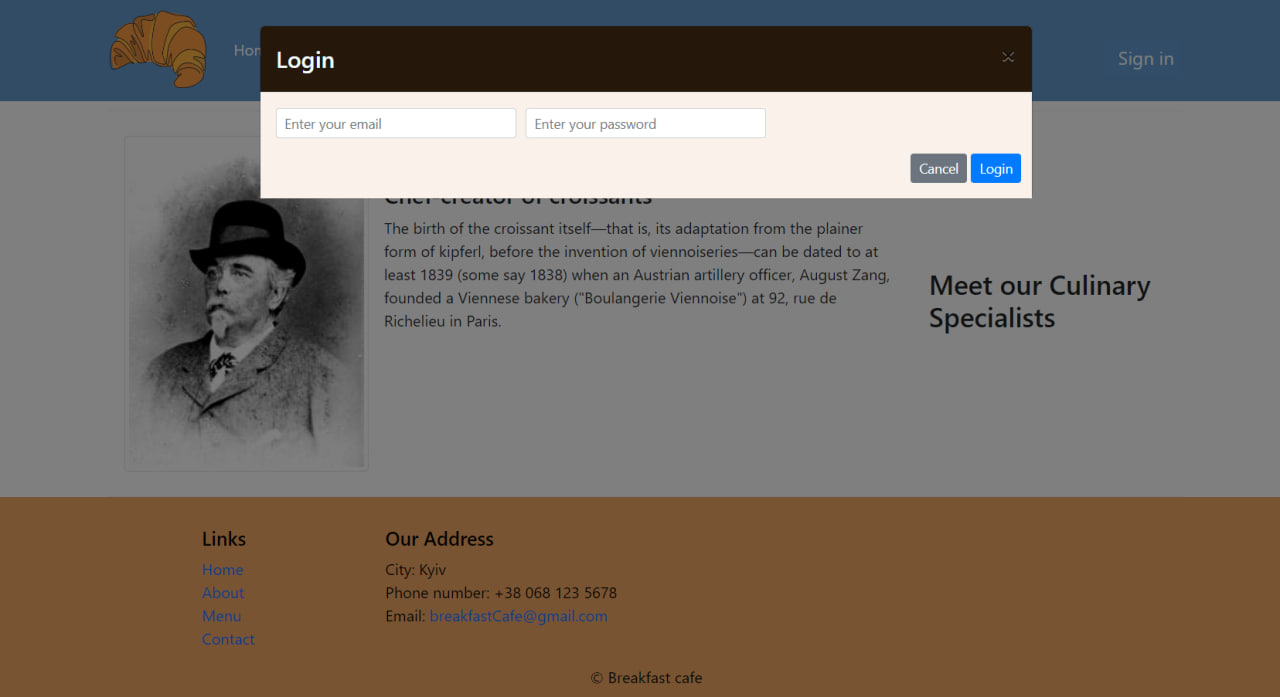 Login
×
Sign in
Enter your email
Enter your password
Cancel
Login
Chef creator of croissants
The birth of the croissant itself—that is, its adaptation from the plainer
form of kipferl, before the invention of viennoiseries—can be dated to at
least 1839 (some say 1838) when an Austrian artillery officer, August Zang,
founded a Viennese bakery ("Boulangerie Viennoise") at 92, rue de
Richelieu in Paris.
Meet our Culinary
Specialists
Links
Home
About
Menu
Contact
Our Address
City: Kyiv
Phone number: +38 068 123 5678
Email: breakfastCafe@gmail.com
© Breakfast cafe